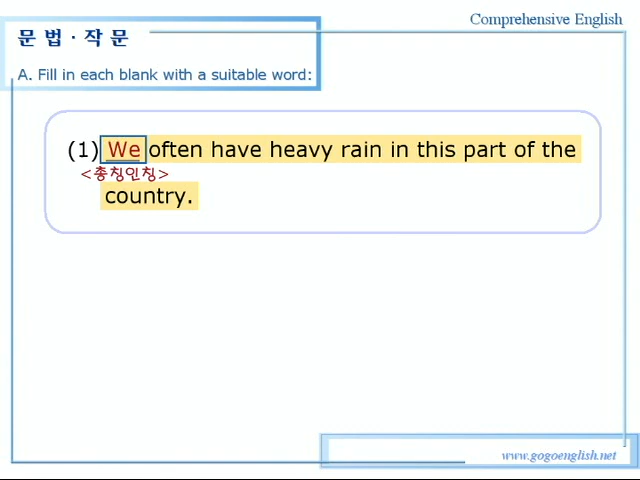 Comprehensive English
문 법 · 작 문
A. Fill in each blank with a suitable word:
(1) We often have heavy rain in this part of the
<총칭인칭>
country.
www.gogoenglish.net